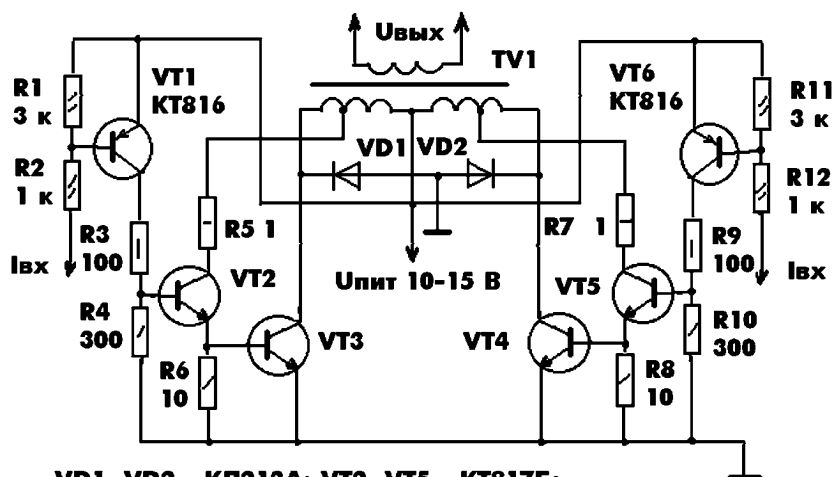 Uвых
TV1
VT1
КТ816
VT6
КТ816
R1
3 к
R11
3 к
VD1
VD2
R2
1 к
R12
1 к
R3
100
R5 1
R7 1
R9
100
Iвх
Iвх
VT2
Uпит 10-15 В
VT5
R4
300
VT3
VT4
R10
300
R6
10
R8
10